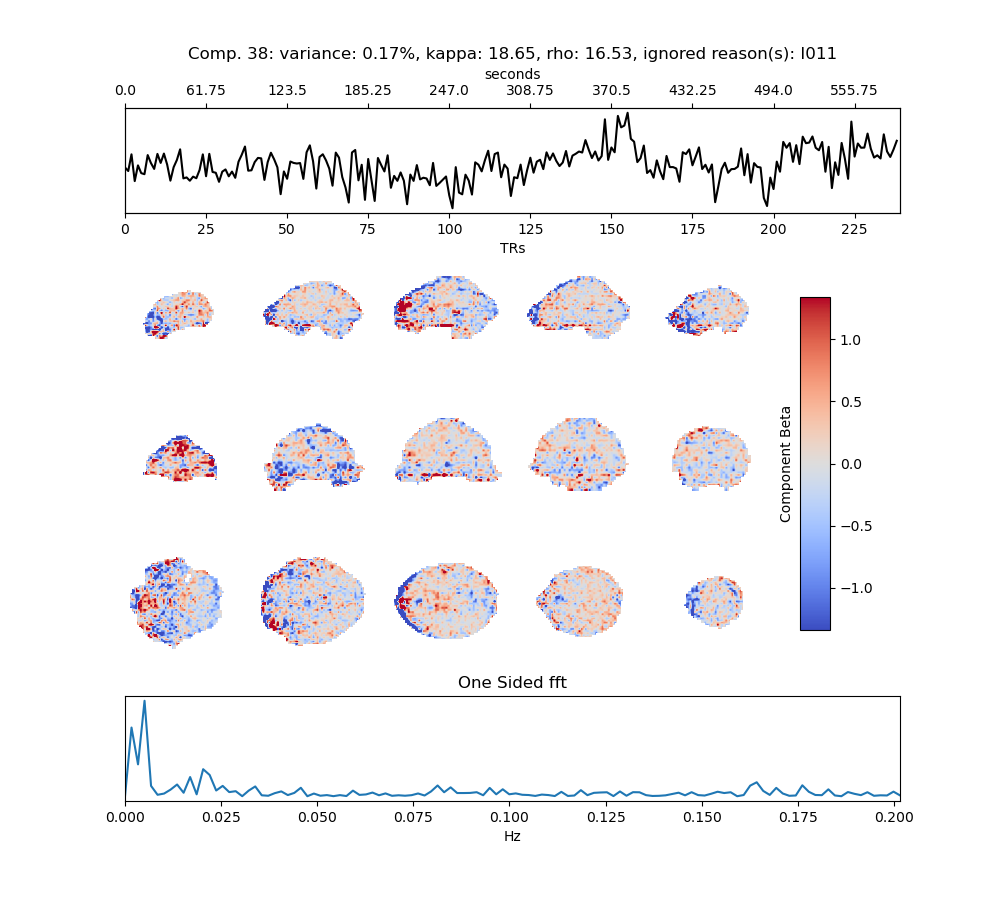 Comp. 38: variance: 0.17%, kappa: 18.65, rho: 16.53, ignored reason(s): I011
seconds
0.0 61.75 123.5 185.25 247.0 308.75 370.5 432.25 494.0 555.75
0 25 50 75 100 125 150 175 200 225
TRs
1.0
0.5
0.0
−0.5
−1.0
Component Beta
One Sided fft
0.000 0.025 0.050 0.075 0.100 0.125 0.150 0.175 0.200
Hz